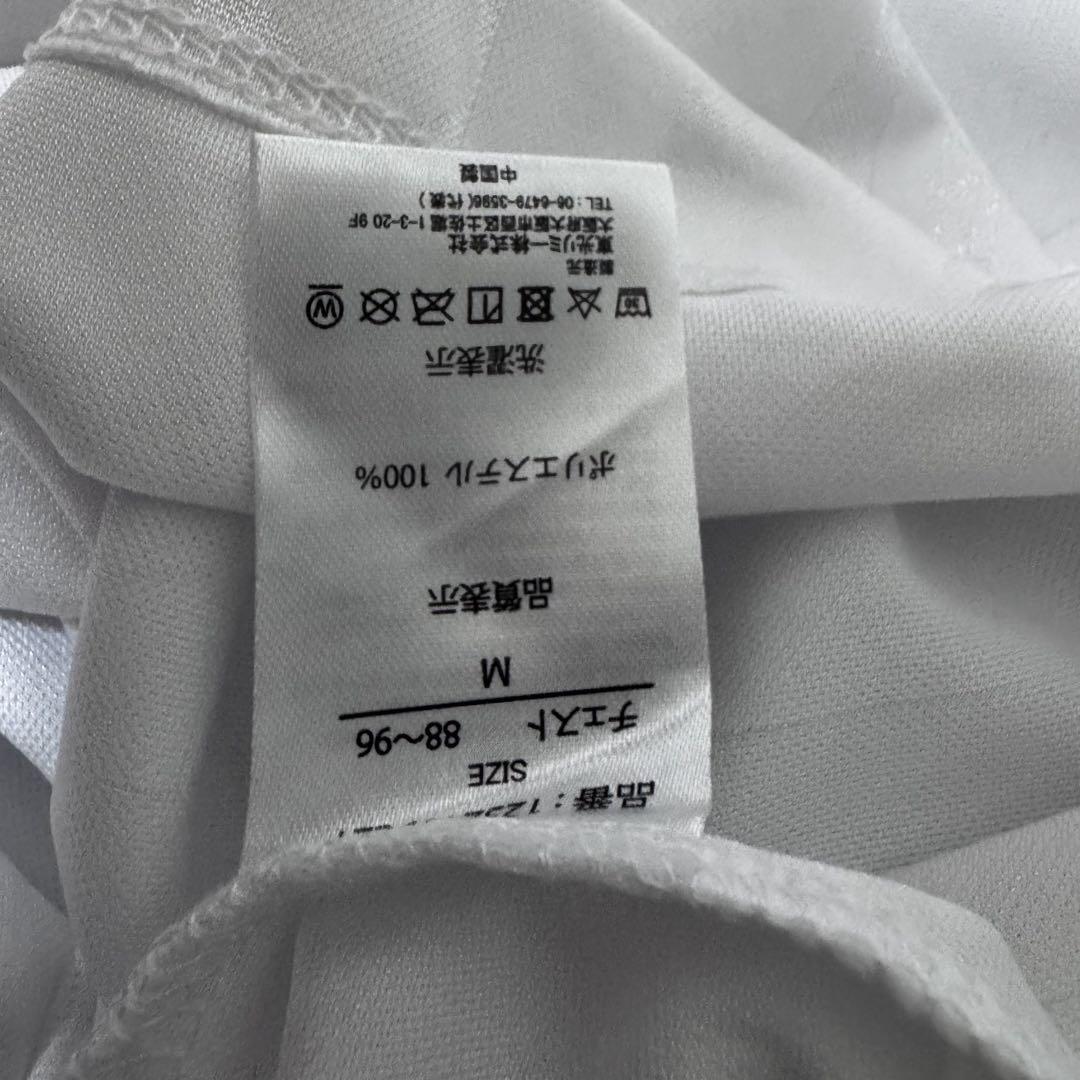 品番：
SIZE
チェスト 88～96
M
品質表示
ポリエステル 100%
洗濯表示
30 W
製造元
東光リミー株式会社
大阪府大阪市西区土佐堀 1-3-20 9F
TEL：06-6479-3596(代表)
中国製